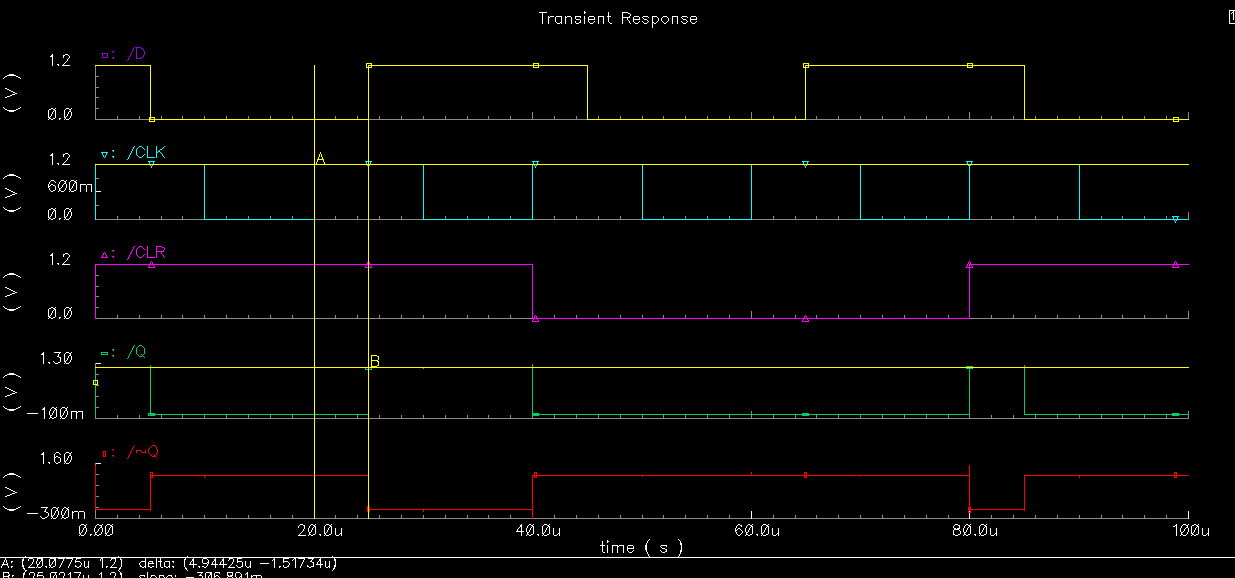 Transient Response
1
▫: /D
1.2
0.0
(V)
▿: /CLK
1.2
600m
0.0
(V)
A
▵: /CLR
1.2
0.0
(V)
: /Q
1.30
-100m
(V)
B
: /~Q
1.60
-300m
(V)
0.00 20.0u 40.0u 60.0u 80.0u 100u
time ( s )
A: (20.0775u 1.2) delta: (4.94425u -1.51734u)
B: (25.0217u 1.2) slope: -306.891m